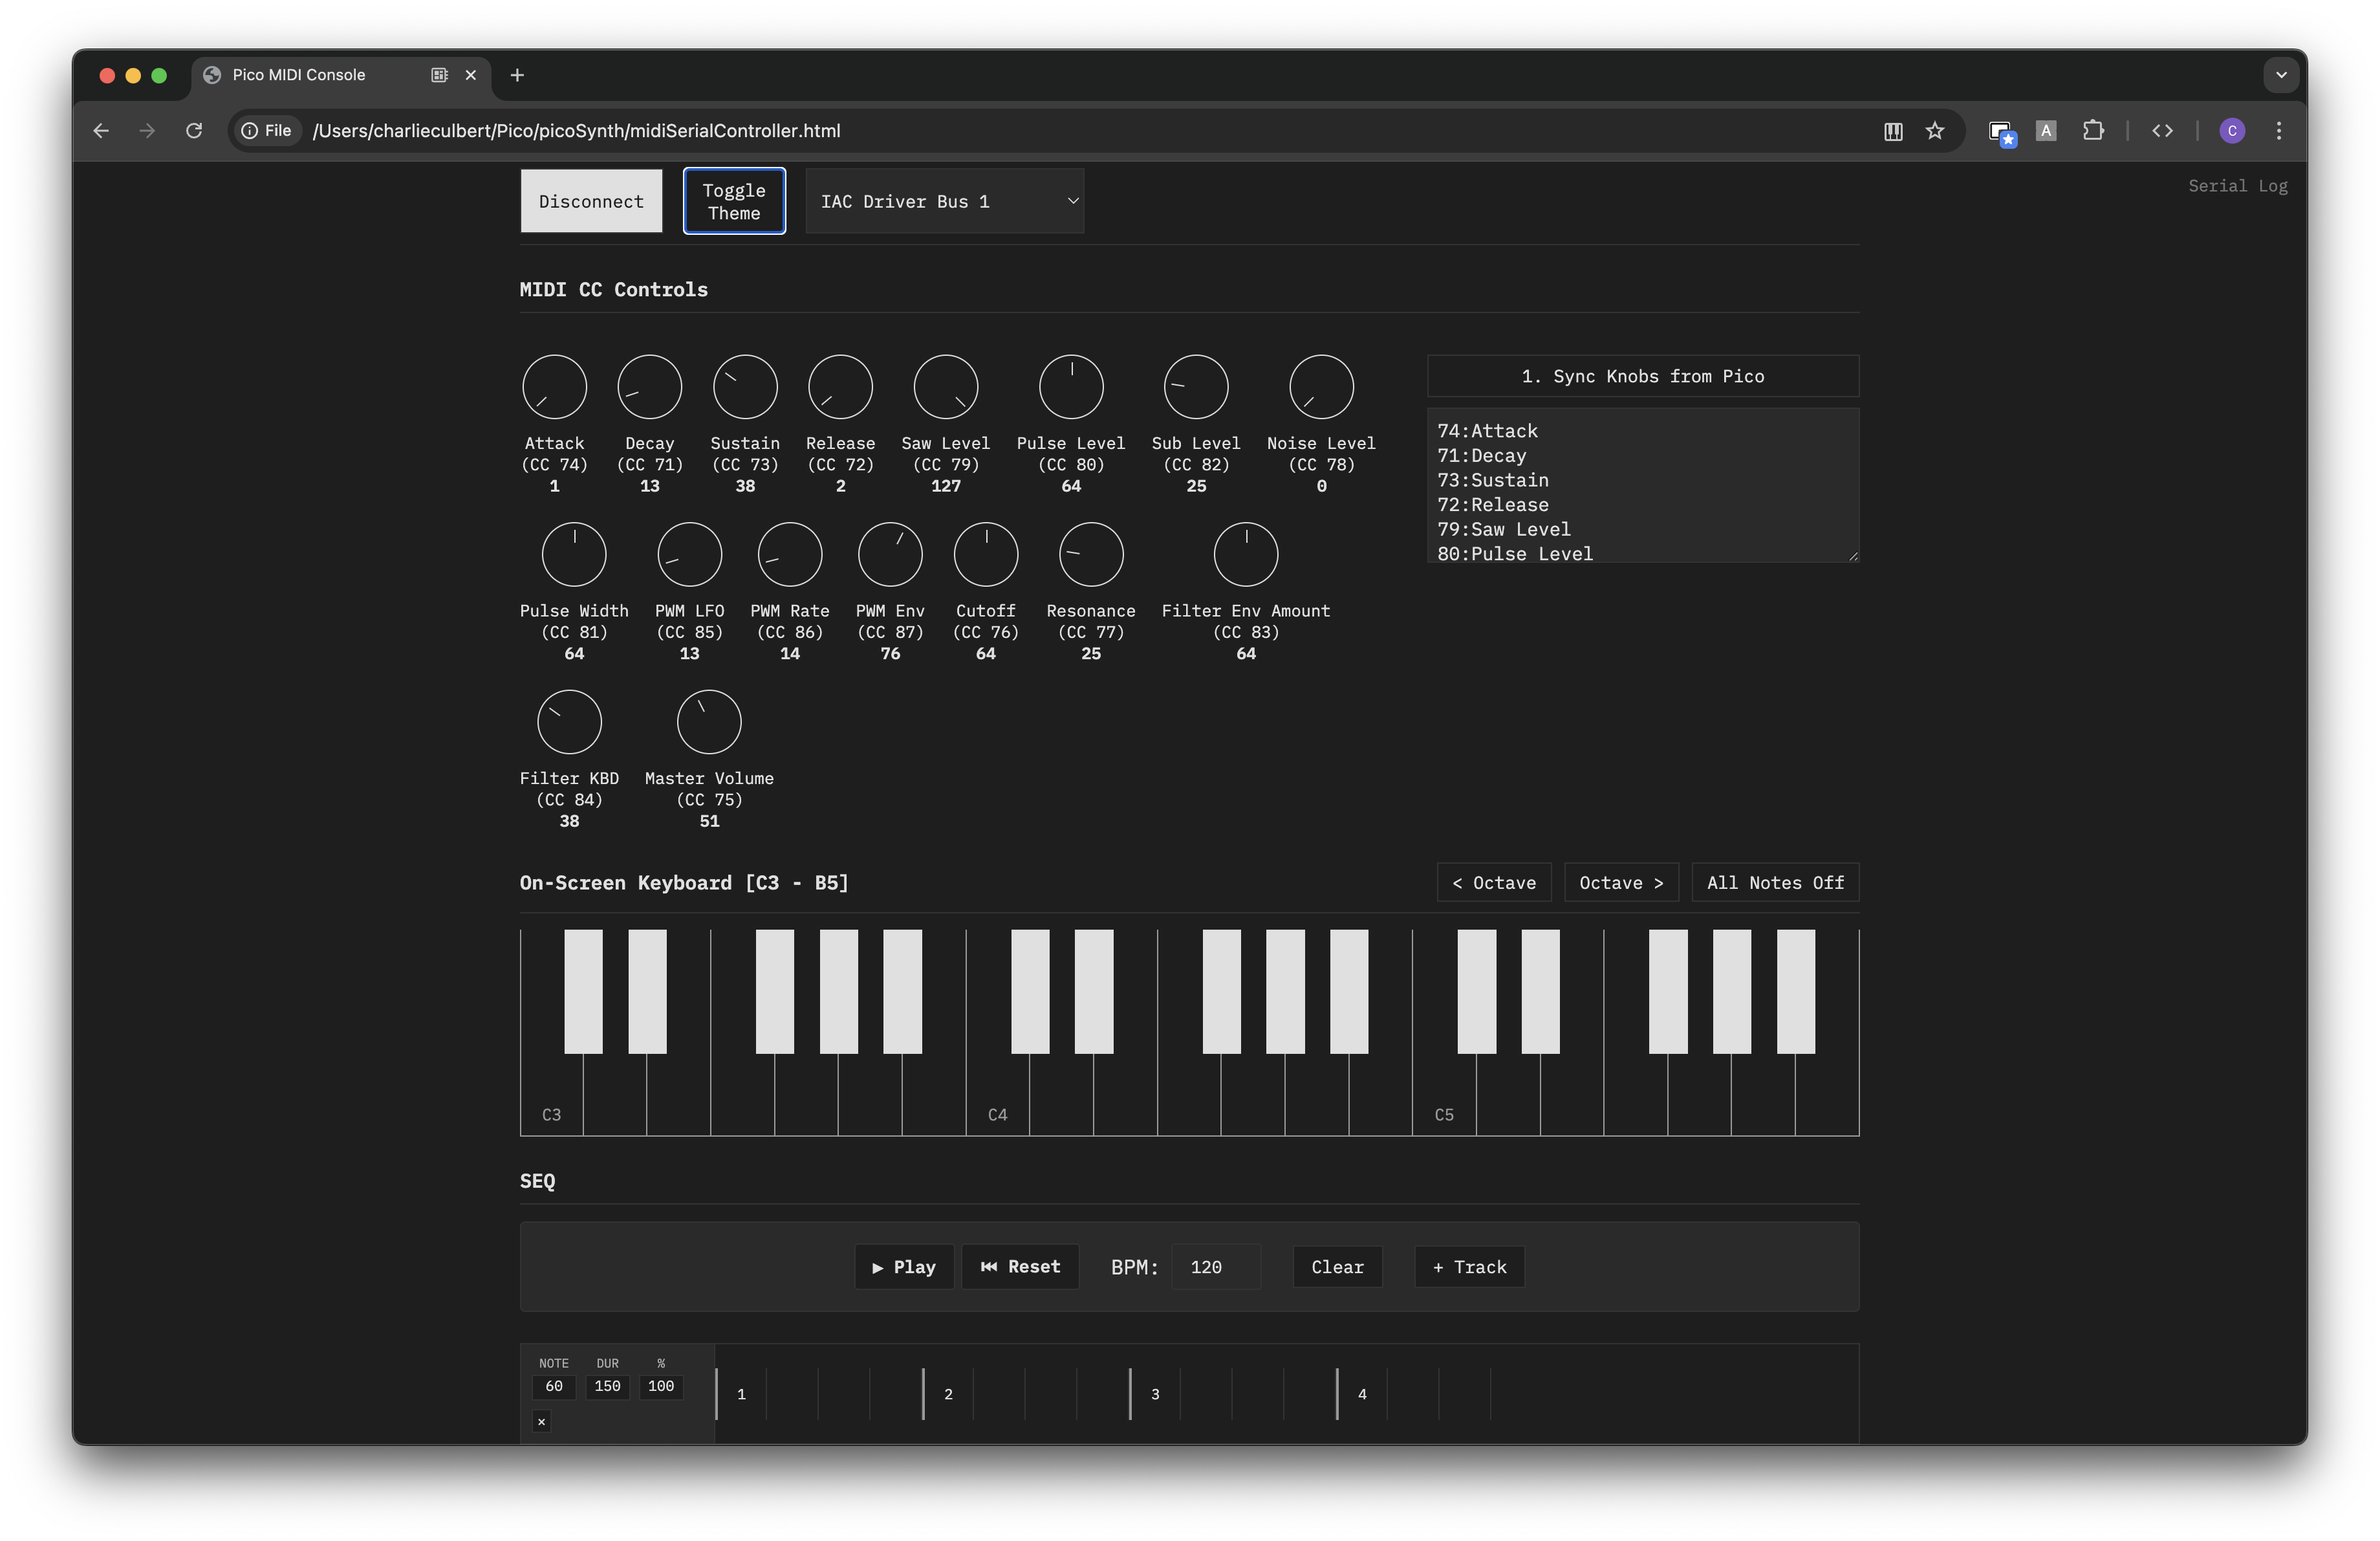 Pico MIDI Console
File
/Users/charlieculbert/Pico/picoSynth/midiSerialController.html
A
C
Disconnect
Toggle
Theme
IAC Driver Bus 1
Serial Log
MIDI CC Controls
Attack
(CC 74)
1
Decay
(CC 71)
13
Sustain
(CC 73)
38
Release
(CC 72)
2
Saw Level
(CC 79)
127
Pulse Level
(CC 80)
64
Sub Level
(CC 82)
25
Noise Level
(CC 78)
0
1. Sync Knobs from Pico
74:Attack
71:Decay
73:Sustain
72:Release
79:Saw Level
80:Pulse Level
Pulse Width
(CC 81)
64
PWM LFO
(CC 85)
13
PWM Rate
(CC 86)
14
PWM Env
(CC 87)
76
Cutoff
(CC 76)
64
Resonance
(CC 77)
25
Filter Env Amount
(CC 83)
64
Filter KBD
(CC 84)
38
Master Volume
(CC 75)
51
On-Screen Keyboard [C3 - B5]
< Octave
Octave >
All Notes Off
C3
C4
C5
SEQ
▶ Play
⏮ Reset
BPM:
120
Clear
+ Track
NOTE DUR %
60 150 100
×
1
2
3
4